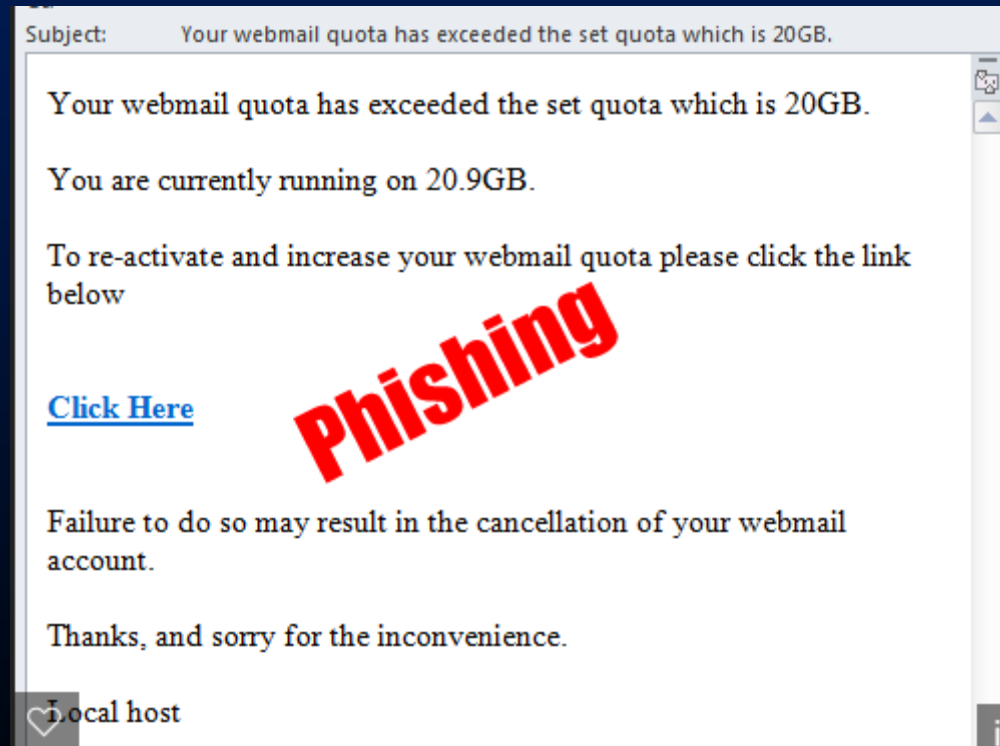 Subject: Your webmail quota has exceeded the set quota which is 20GB.
Your webmail quota has exceeded the set quota which is 20GB.
You are currently running on 20.9GB.
To re-activate and increase your webmail quota please click the link
below
Phishing
Click Here
Failure to do so may result in the cancellation of your webmail
account.
Thanks, and sorry for the inconvenience.
Local host